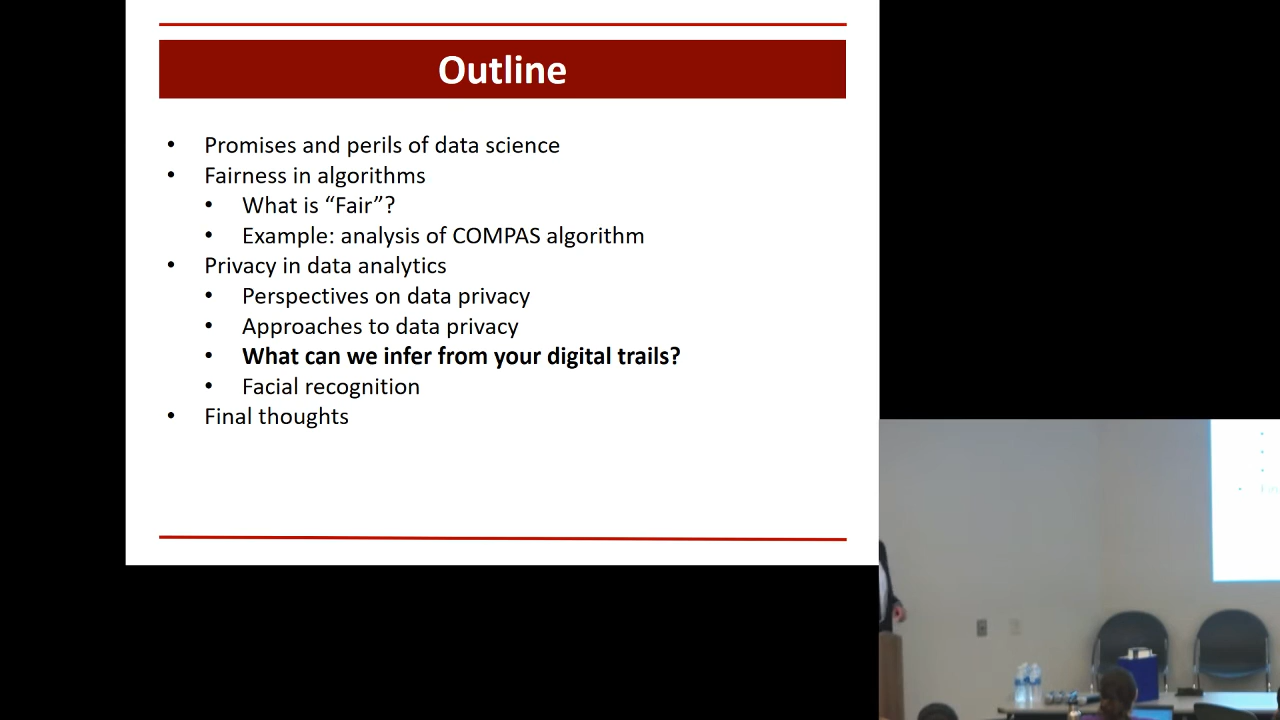 Outline
• Promises and perils of data science
• Fairness in algorithms
• What is “Fair”?
• Example: analysis of COMPAS algorithm
• Privacy in data analytics
• Perspectives on data privacy
• Approaches to data privacy
• What can we infer from your digital trails?
• Facial recognition
• Final thoughts